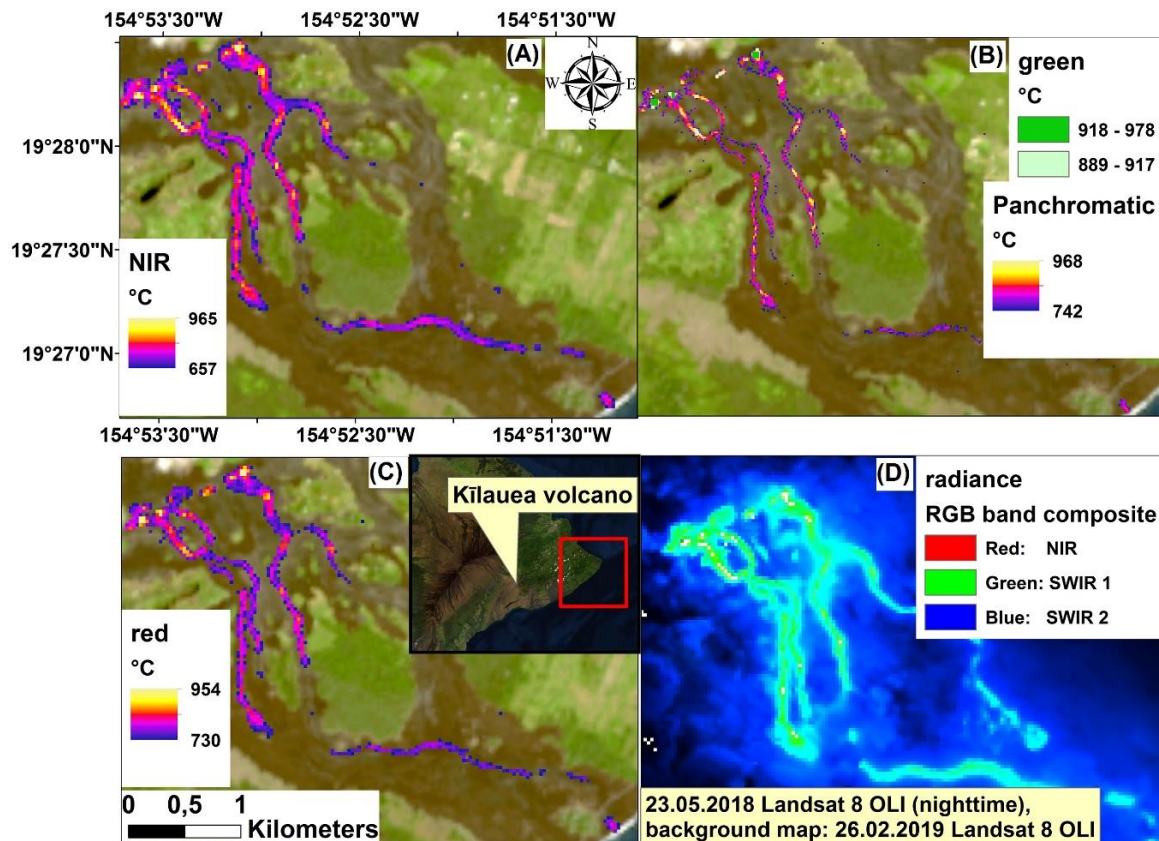 154°53'30"W 154°52'30"W 154°51'30"W
(A)
N
W E
S
19°28'0"N
19°27'30"N
19°27'0"N
NIR
°C
965
657
(B)
green
°C
918 - 978
889 - 917
Panchromatic
°C
968
742
154°53'30"W 154°52'30"W 154°51'30"W
(C)
Kīlauea volcano
red
°C
954
730
0 0,5 1
Kilometers
(D)
radiance
RGB band composite
Red: NIR
Green: SWIR 1
Blue: SWIR 2
23.05.2018 Landsat 8 OLI (nighttime),
background map: 26.02.2019 Landsat 8 OLI